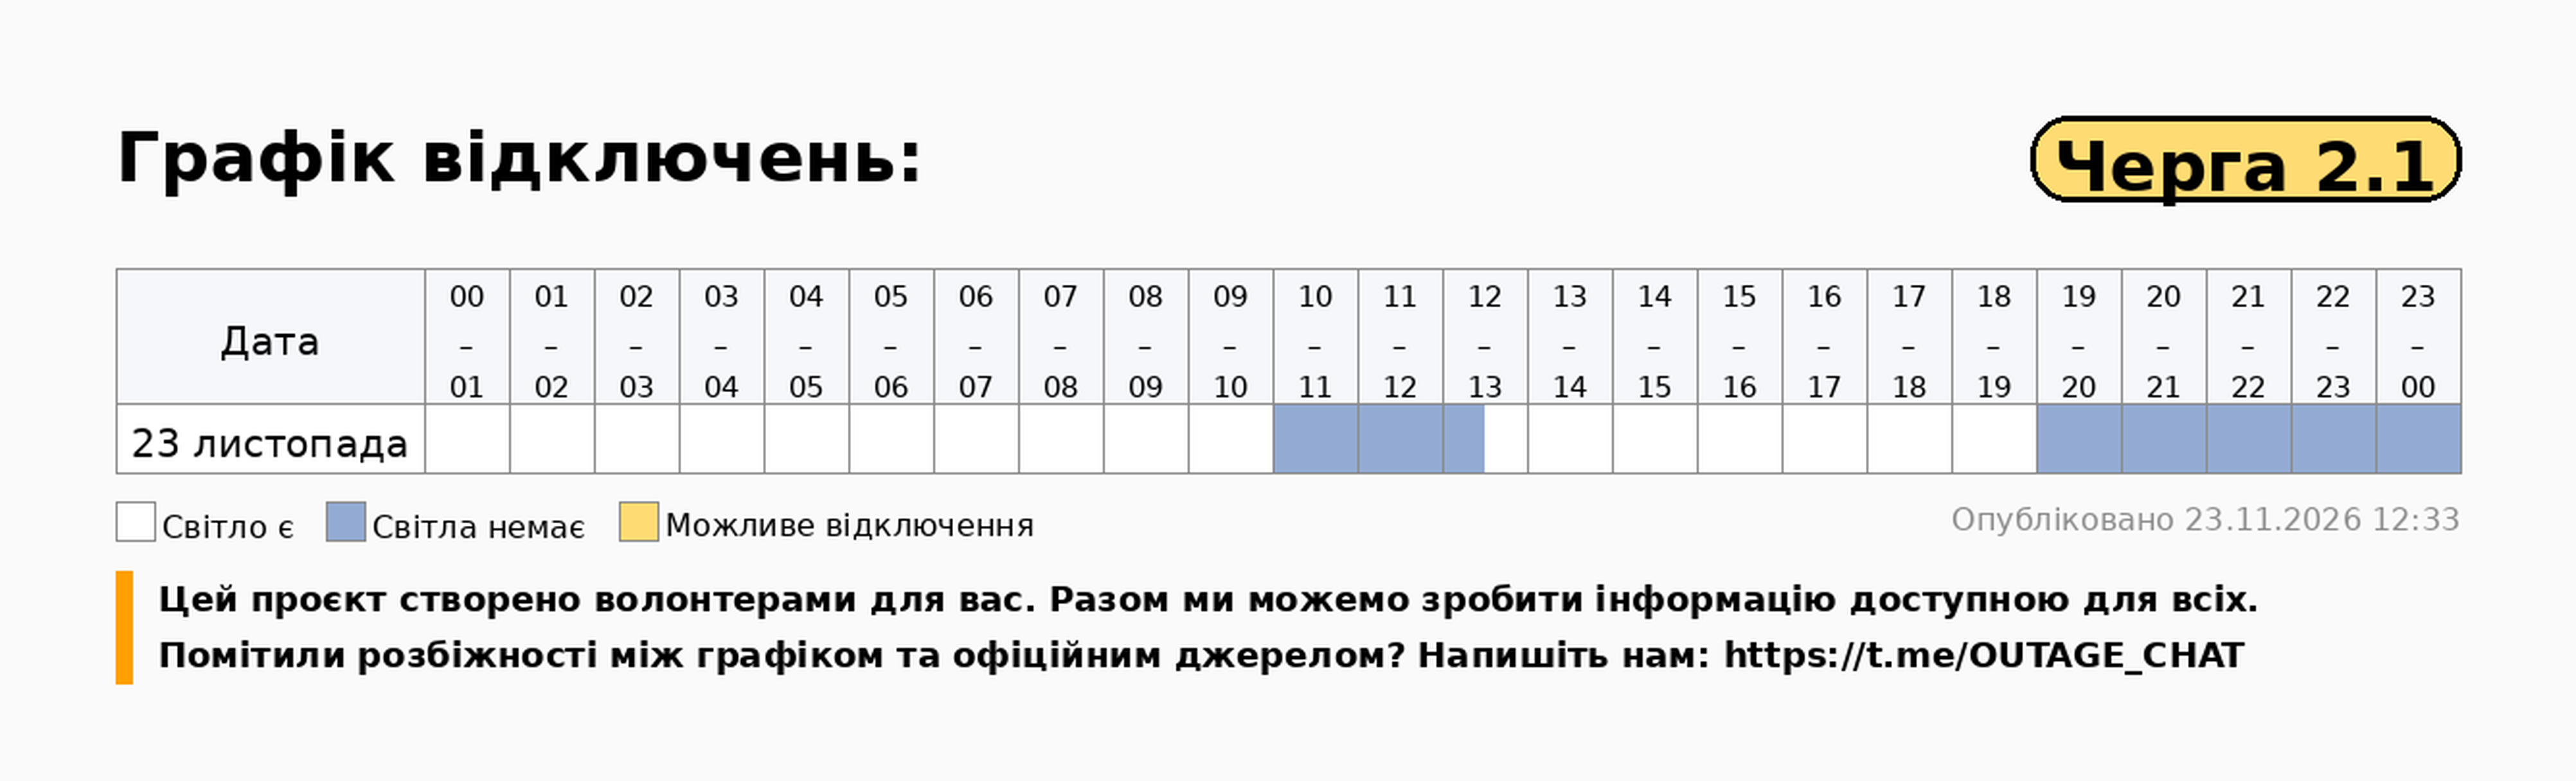 Графік відключень:
Черга 2.1
Дата 00 – 01 01 – 02 02 – 03 03 – 04 04 – 05 05 – 06 06 – 07 07 – 08 08 – 09 09 – 10 10 – 11 11 – 12 12 – 13 13 – 14 14 – 15 15 – 16 16 – 17 17 – 18 18 – 19 19 – 20 20 – 21 21 – 22 22 – 23 23 – 00
23 листопада
Світло є Світла немає Можливе відключення
Опубліковано 23.11.2026 12:33
Цей проєкт створено волонтерами для вас. Разом ми можемо зробити інформацію доступною для всіх.
Помітили розбіжності між графіком та офіційним джерелом? Напишіть нам: https://t.me/OUTAGE_CHAT